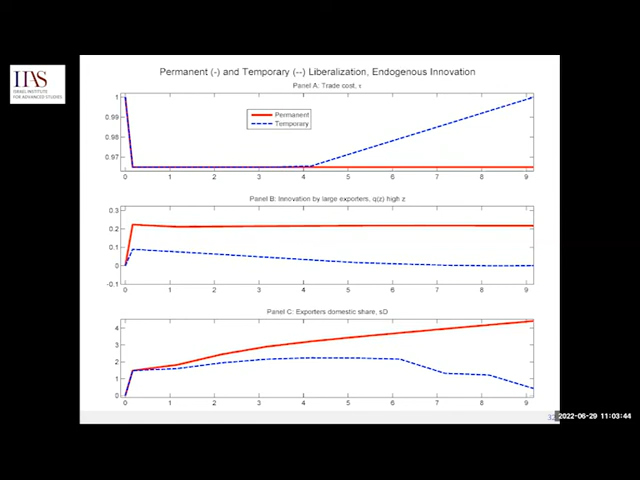 IIAS
ISRAEL INSTITUTE
FOR ADVANCED STUDIES
Permanent (-) and Temporary (--) Liberalization, Endogenous Innovation
Panel A: Trade cost, τ
1
0.99
0.98
0.97
Permanent
Temporary
0 1 2 3 4 5 6 7 8 9
Panel B: Innovation by large exporters, q(z) high z
0.3
0.2
0.1
0
-0.1
0 1 2 3 4 5 6 7 8 9
Panel C: Exporters domestic share, sD
4
3
2
1
0
0 1 2 3 4 5 6 7 8 9
2022-06-29 11:03:44